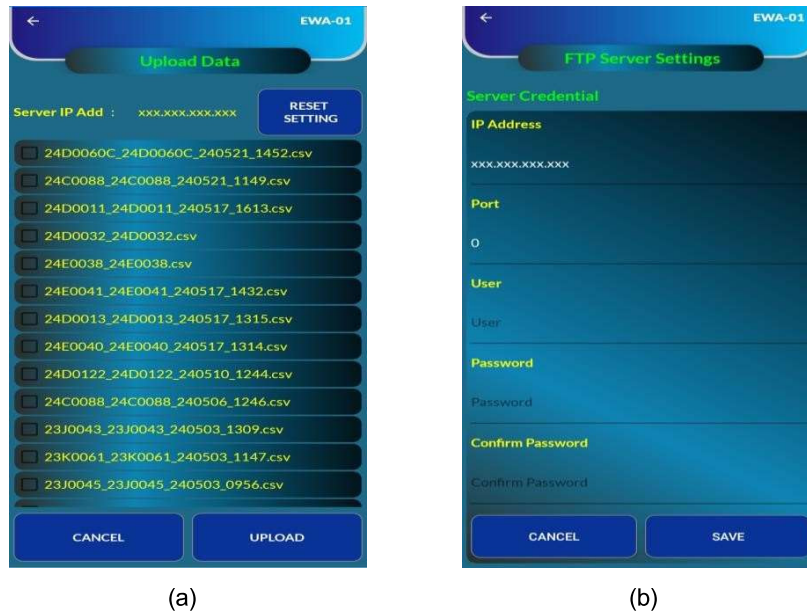 EWA-01
Upload Data
Server IP Add : xxx.xxx.xxx.xxx
RESET
SETTING
24D0060C_24D0060C_240521_1452.csv
24C0088_24C0088_240521_1149.csv
24D0011_24D0011_240517_1613.csv
24D0032_24D0032.csv
24E0038_24E0038.csv
24E0041_24E0041_240517_1432.csv
24D0013_24D0013_240517_1315.csv
24E0040_24E0040_240517_1314.csv
24D0122_24D0122_240510_1244.csv
24C0088_24C0088_240506_1246.csv
23J0043_23J0043_240503_1309.csv
23K0061_23K0061_240503_1147.csv
23J0045_23J0045_240503_0956.csv
CANCEL
UPLOAD
(a)
EWA-01
FTP Server Settings
Server Credential
IP Address
xxx.xxx.xxx.xxx
Port
0
User
User
Password
Password
Confirm Password
Confirm Password
CANCEL
SAVE
(b)